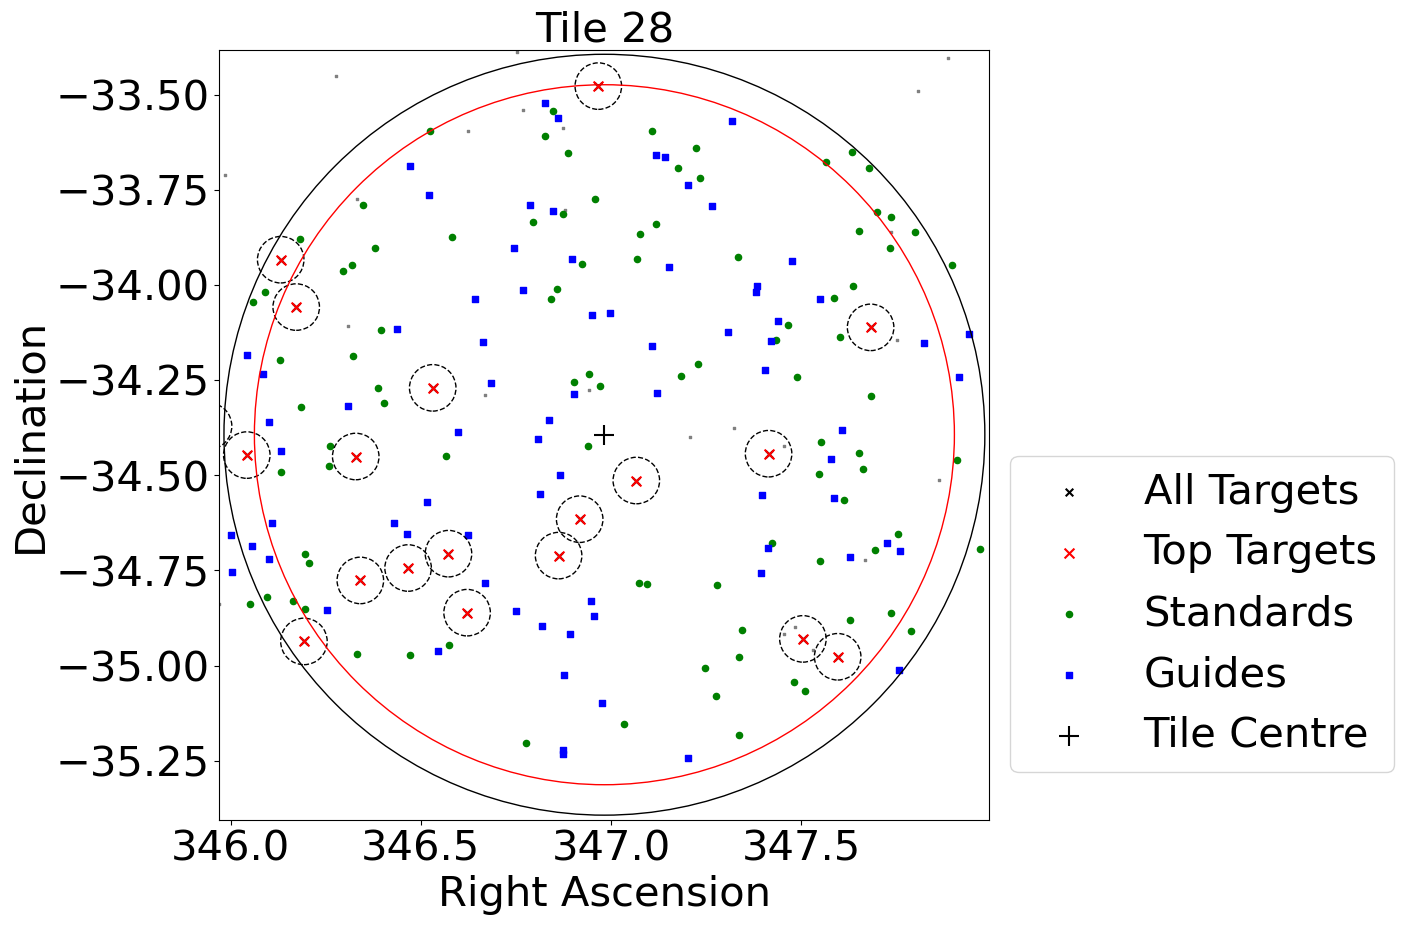 Tile 28
−33.50
−33.75
−34.00
−34.25
−34.50
−34.75
−35.00
−35.25
Declination
346.0 346.5 347.0 347.5
Right Ascension
All Targets
Top Targets
Standards
Guides
Tile Centre